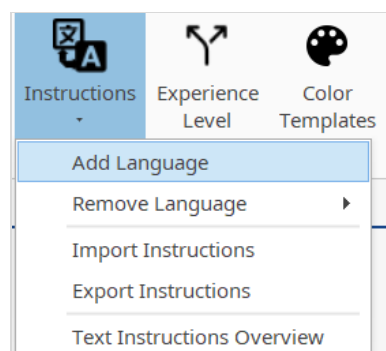 Instructions
Experience
Level
Color
Templates
Add Language
Remove Language
Import Instructions
Export Instructions
Text Instructions Overview